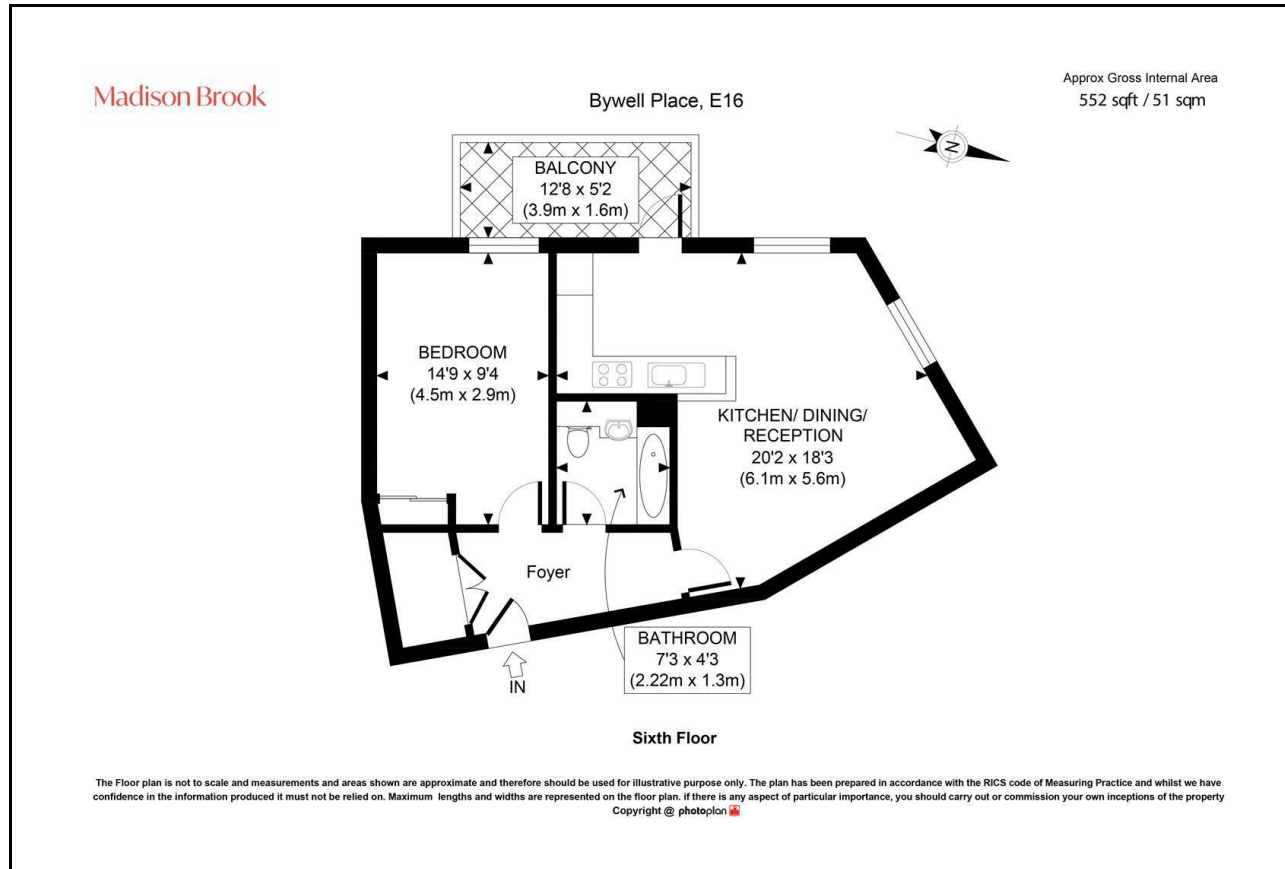 Madison Brook
Bywell Place, E16
Approx Gross Internal Area
552 sqft / 51 sqm
N
BALCONY
12'8 x 5'2
(3.9m x 1.6m)
BEDROOM
14'9 x 9'4
(4.5m x 2.9m)
KITCHEN/ DINING/
RECEPTION
20'2 x 18'3
(6.1m x 5.6m)
Foyer
BATHROOM
7'3 x 4'3
(2.22m x 1.3m)
IN
Sixth Floor
The Floor plan is not to scale and measurements and areas shown are approximate and therefore should be used for illustrative purpose only. The plan has been prepared in accordance with the RICS code of Measuring Practice and whilst we have
confidence in the information produced it must not be relied on. Maximum lengths and widths are represented on the floor plan. if there is any aspect of particular importance, you should carry out or commission your own inceptions of the property
Copyright @ photoplan